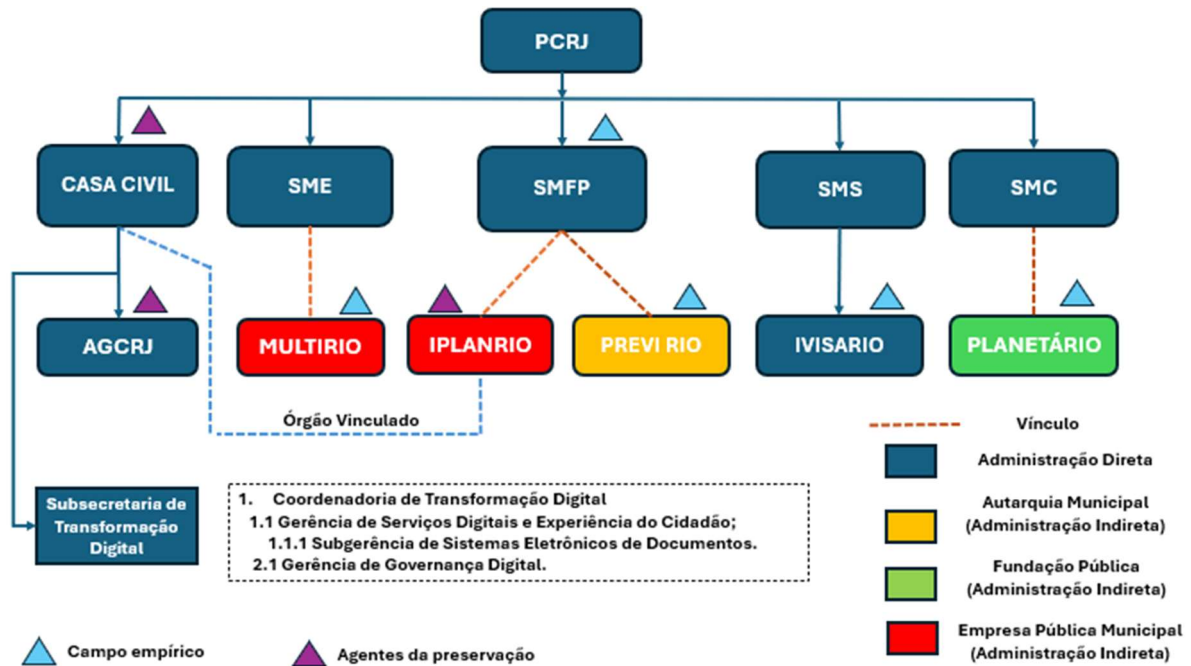 PCRJ
CASA CIVIL
SME
SMFP
SMS
SMC
AGCRJ
MULTIRIO
IPLANRIO
PREVI RIO
IVISARIO
PLANETÁRIO
Órgão Vinculado
Vínculo
Administração Direta
Autarquia Municipal
(Administração Indireta)
Fundação Pública
(Administração Indireta)
Empresa Pública Municipal
(Administração Indireta)
Subsecretaria de
Transformação
Digital
1. Coordenadoria de Transformação Digital
1.1 Gerência de Serviços Digitais e Experiência do Cidadão;
1.1.1 Subgerência de Sistemas Eletrônicos de Documentos.
2.1 Gerência de Governança Digital.
Campo empírico
Agentes da preservação